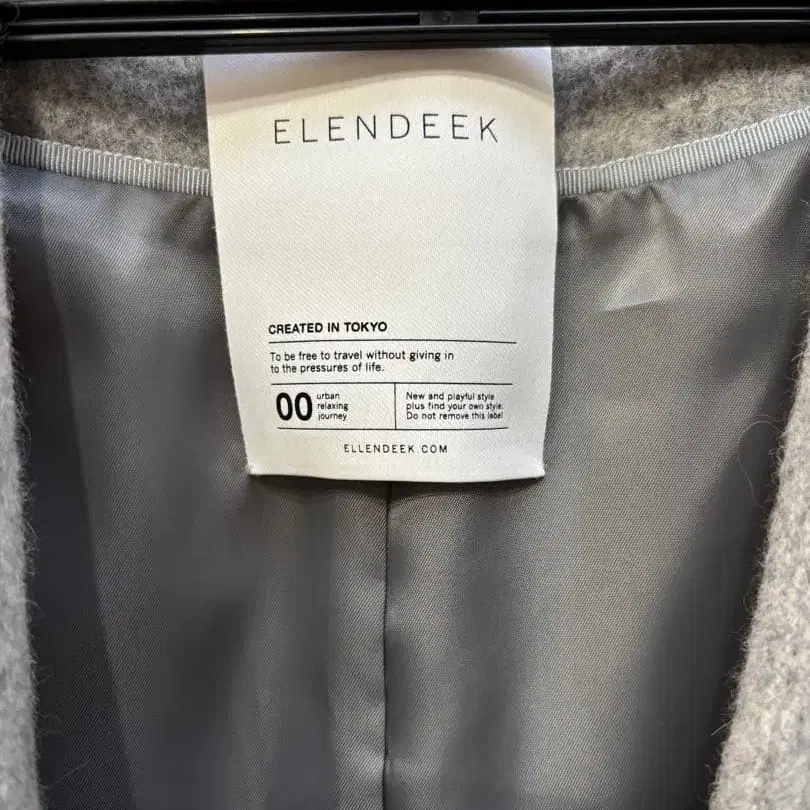 ELENDEEK
CREATED IN TOKYO
To be free to travel without giving in
to the pressures of life.
00
urban
relaxing
journey
New and playful style
plus find your own style.
Do not remove this label
ELLENDEEK.COM